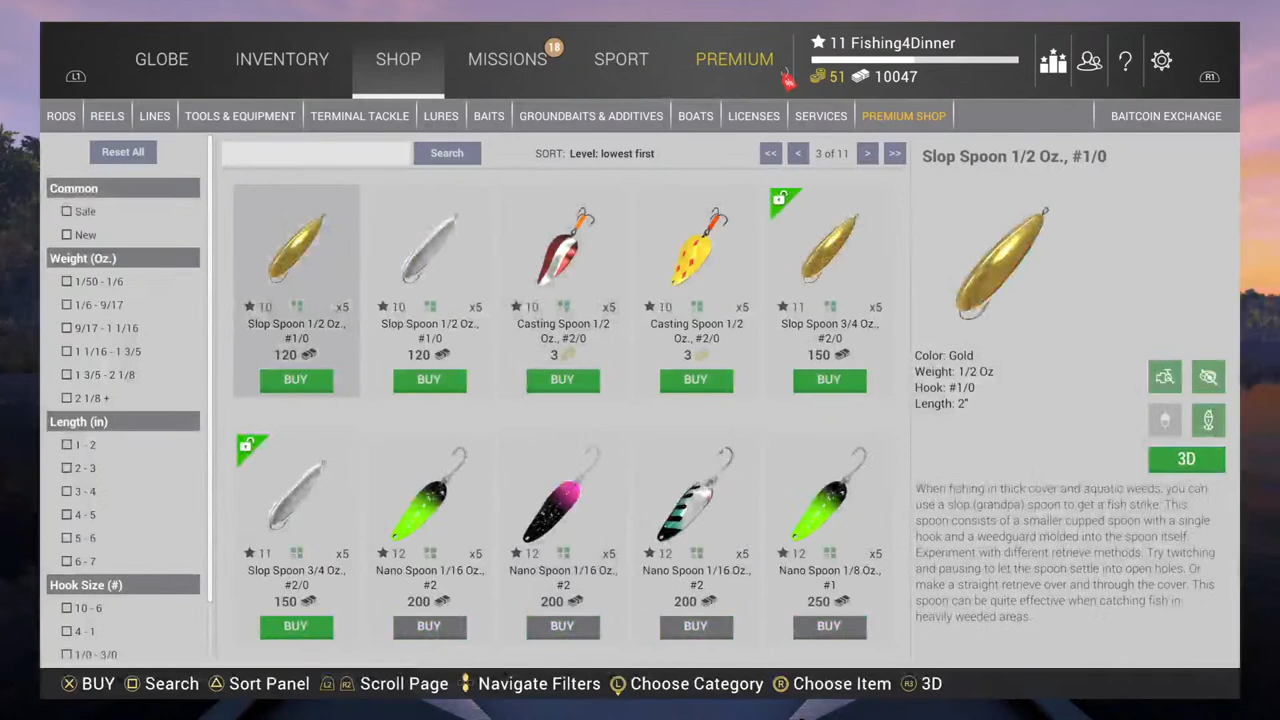 GLOBE INVENTORY SHOP MISSIONS 18 SPORT PREMIUM
11 Fishing4Dinner
51 10047
L1 R1
RODS REELS LINES TOOLS & EQUIPMENT TERMINAL TACKLE LURES BAITS GROUNDBAITS & ADDITIVES BOATS LICENSES SERVICES PREMIUM SHOP BAITCOIN EXCHANGE
Reset All
Search SORT: Level: lowest first << < 3 of 11 > >>
Common
Sale
New
Weight (Oz.)
1/50 - 1/6
1/6 - 9/17
9/17 - 1 1/16
1 1/16 - 1 3/5
1 3/5 - 2 1/8
2 1/8 +
Length (in)
1 - 2
2 - 3
3 - 4
4 - 5
5 - 6
6 - 7
Hook Size (#)
10 - 6
4 - 1
1/0 - 3/0
10 x5
Slop Spoon 1/2 Oz.,
#1/0
120
BUY
10 x5
Slop Spoon 1/2 Oz.,
#1/0
120
BUY
10 x5
Casting Spoon 1/2
Oz., #2/0
3
BUY
10 x5
Casting Spoon 1/2
Oz., #2/0
3
BUY
11 x5
Slop Spoon 3/4 Oz.,
#2/0
150
BUY
11 x5
Slop Spoon 3/4 Oz.,
#2/0
150
BUY
12 x5
Nano Spoon 1/16 Oz.,
#2
200
BUY
12 x5
Nano Spoon 1/16 Oz.,
#2
200
BUY
12 x5
Nano Spoon 1/16 Oz.,
#2
200
BUY
12 x5
Nano Spoon 1/8 Oz.,
#1
250
BUY
Slop Spoon 1/2 Oz., #1/0
Color: Gold
Weight: 1/2 Oz
Hook: #1/0
Length: 2"
3D
When fishing in thick cover and aquatic weeds, you can
use a slop (grandpa) spoon to get a fish strike. This
spoon consists of a smaller cupped spoon with a single
hook and a weedguard molded into the spoon itself.
Experiment with different retrieve methods. Try twitching
and pausing to let the spoon settle into open holes. Or
make a straight retrieve over and through the cover. This
spoon can be quite effective when catching fish in
heavily weeded areas.
BUY Search Sort Panel L2 R2 Scroll Page Navigate Filters L Choose Category R Choose Item R3 3D